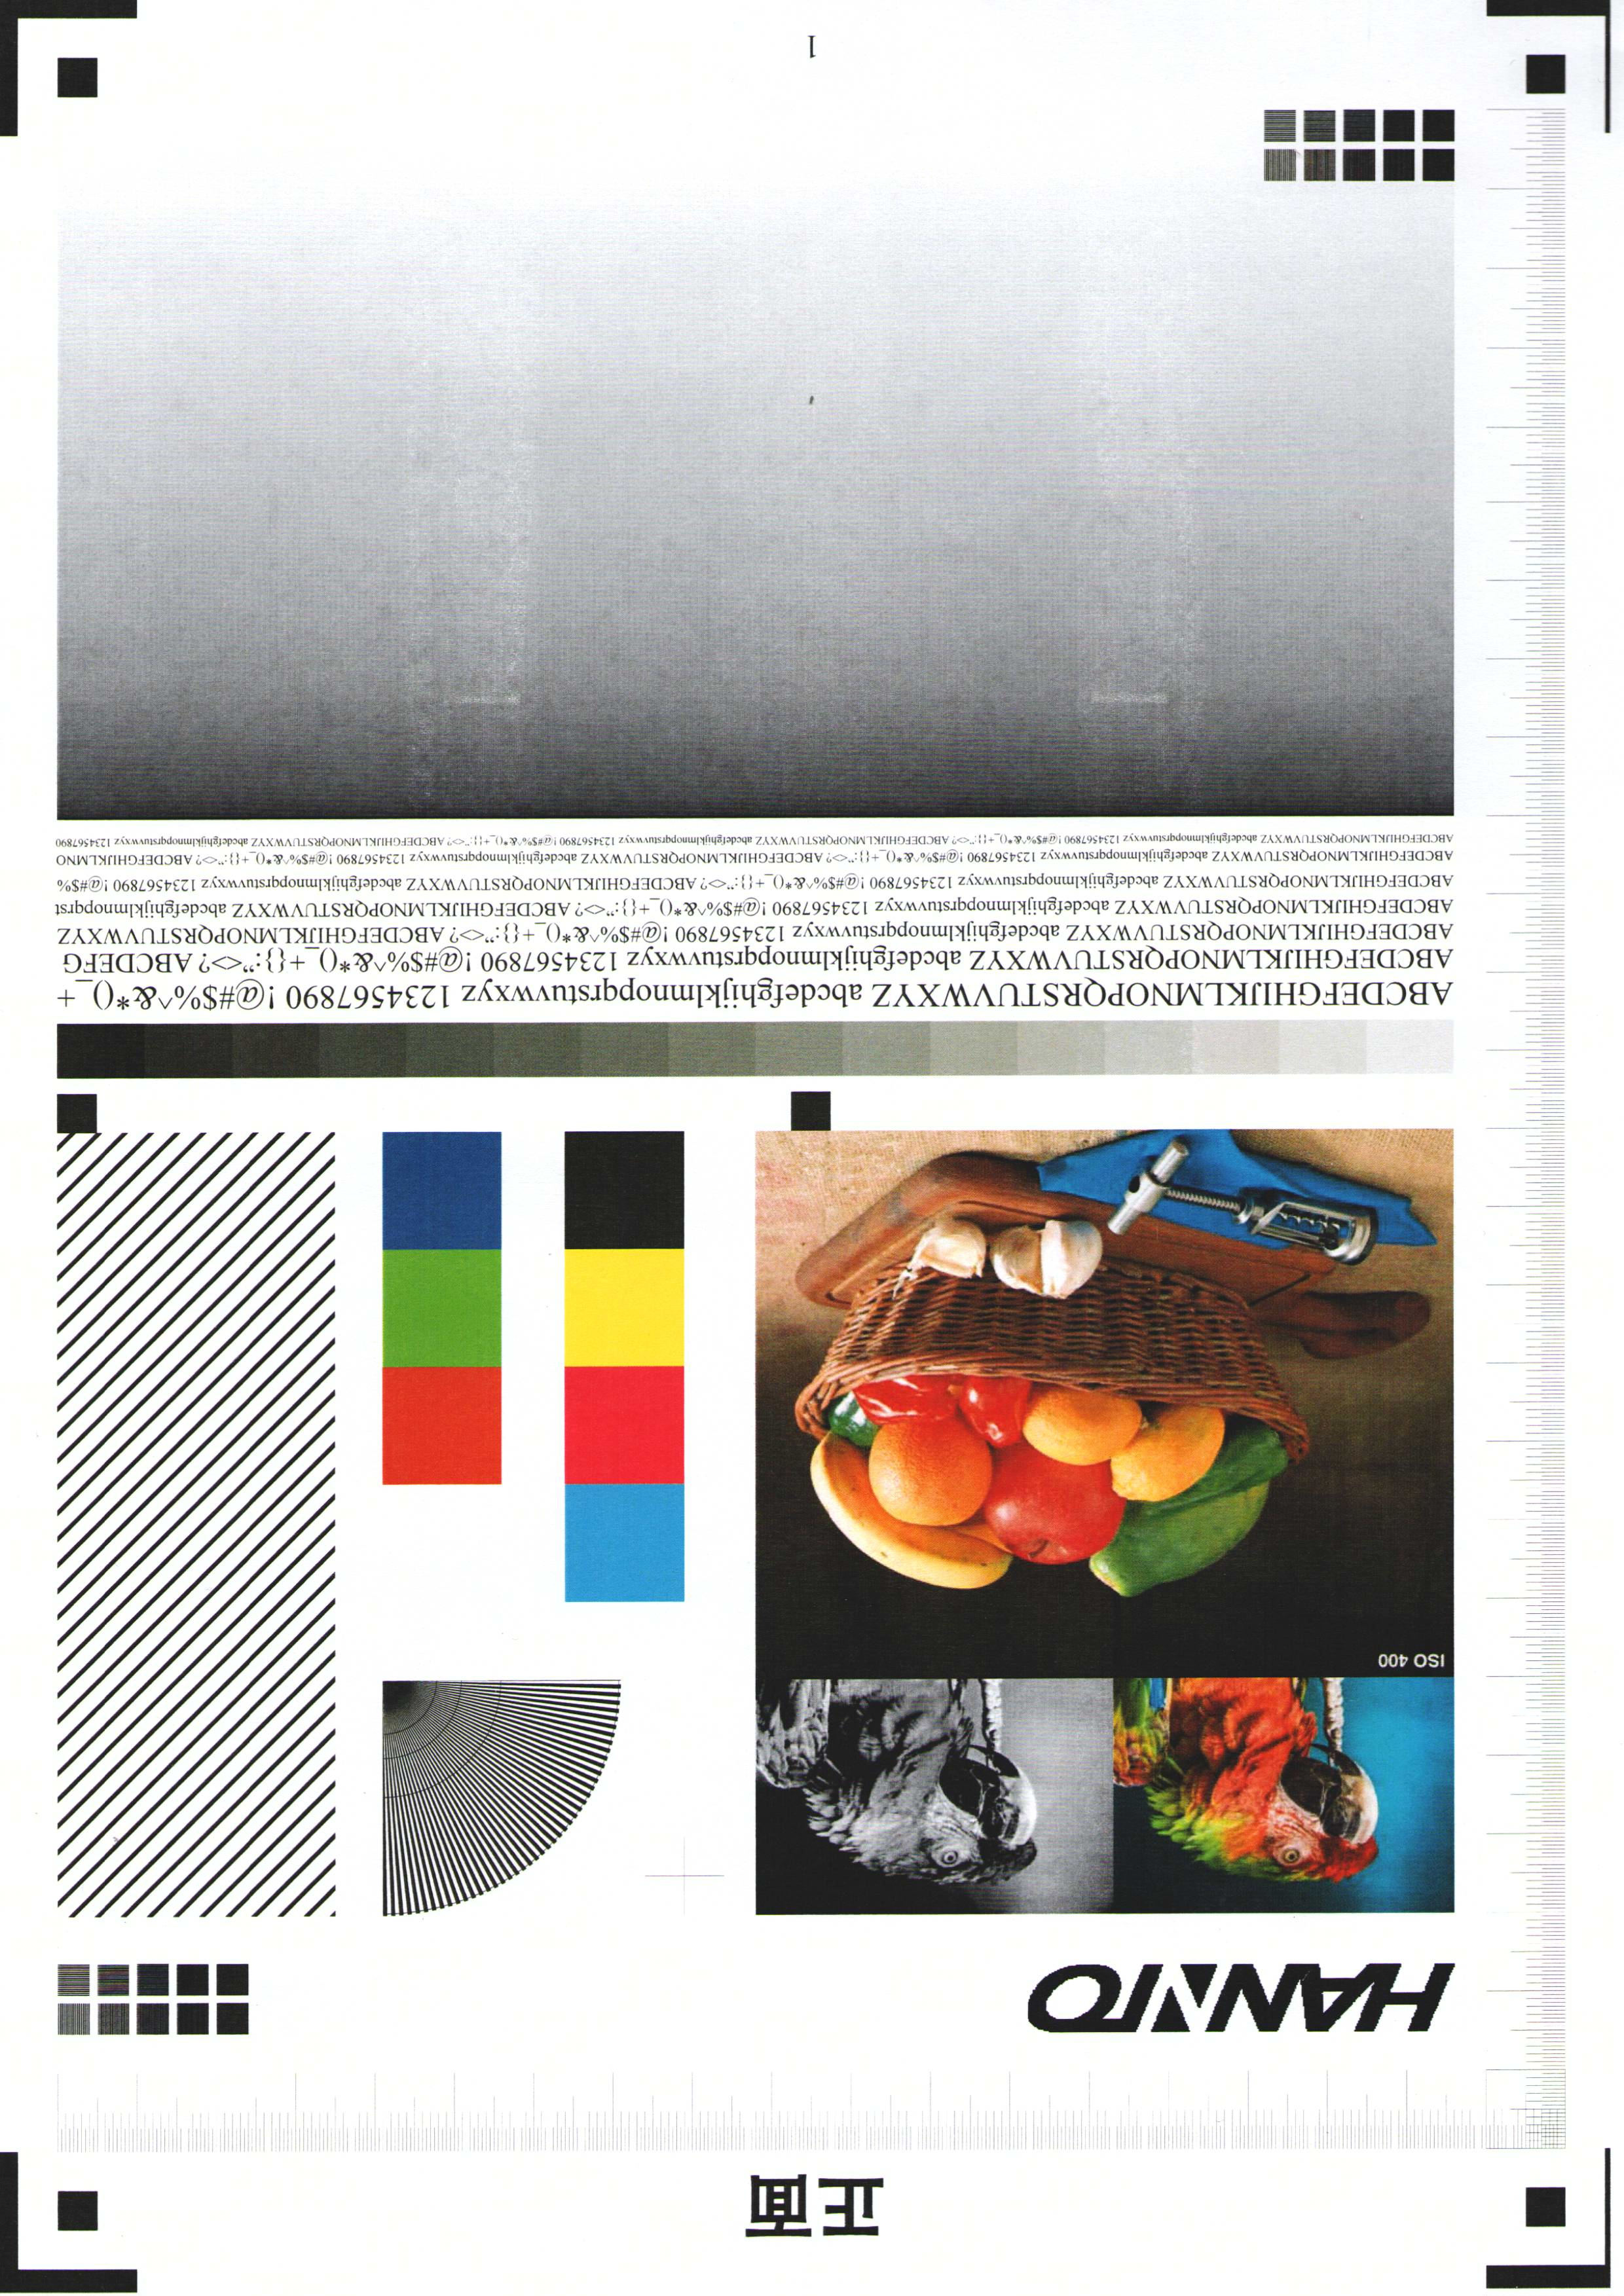 正面
HANNTO
ISO 400
ABCDEFGHIJKLMNOPQRSTUVWXYZ abcdefghijklmnopqrstuvwxyz 1234567890 !@#$%^&*()_+
ABCDEFGHIJKLMNOPQRSTUVWXYZ abcdefghijklmnopqrstuvwxyz 1234567890 !@#$%^&*()_+{}:”<>? ABCDEFG
ABCDEFGHIJKLMNOPQRSTUVWXYZ abcdefghijklmnopqrstuvwxyz 1234567890 !@#$%^&*()_+{}:”<>? ABCDEFGHIJKLMNOPQRSTUVWXYZ
ABCDEFGHIJKLMNOPQRSTUVWXYZ abcdefghijklmnopqrstuvwxyz 1234567890 !@#$%^&*()_+{}:”<>? ABCDEFGHIJKLMNOPQRSTUVWXYZ abcdefghijklmnopqrst
ABCDEFGHIJKLMNOPQRSTUVWXYZ abcdefghijklmnopqrstuvwxyz 1234567890 !@#$%^&*()_+{}:”<>? ABCDEFGHIJKLMNOPQRSTUVWXYZ abcdefghijklmnopqrstuvwxyz 1234567890 !@#$%
ABCDEFGHIJKLMNOPQRSTUVWXYZ abcdefghijklmnopqrstuvwxyz 1234567890 !@#$%^&*()_+{}:”<>? ABCDEFGHIJKLMNOPQRSTUVWXYZ abcdefghijklmnopqrstuvwxyz 1234567890 !@#$%^&*()_+{}:”<>? ABCDEFGHIJKLMNO
ABCDEFGHIJKLMNOPQRSTUVWXYZ abcdefghijklmnopqrstuvwxyz 1234567890 !@#$%^&*()_+{}:”<>? ABCDEFGHIJKLMNOPQRSTUVWXYZ abcdefghijklmnopqrstuvwxyz 1234567890 !@#$%^&*()_+{}:”<>? ABCDEFGHIJKLMNOPQRSTUVWXYZ abcdefghijklmnopqrstuvwxyz 1234567890
1